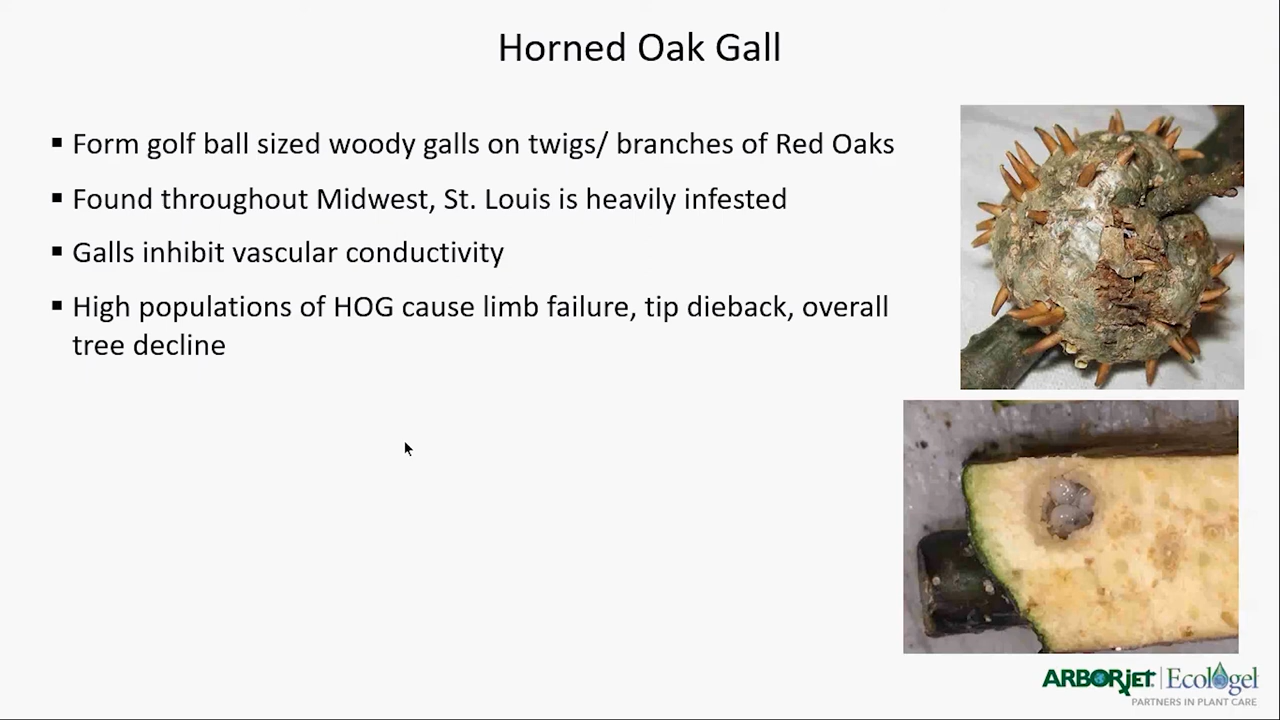 Horned Oak Gall
▪ Form golf ball sized woody galls on twigs/ branches of Red Oaks
▪ Found throughout Midwest, St. Louis is heavily infested
▪ Galls inhibit vascular conductivity
▪ High populations of HOG cause limb failure, tip dieback, overall
tree decline
ARBORjet | Ecologel
PARTNERS IN PLANT CARE